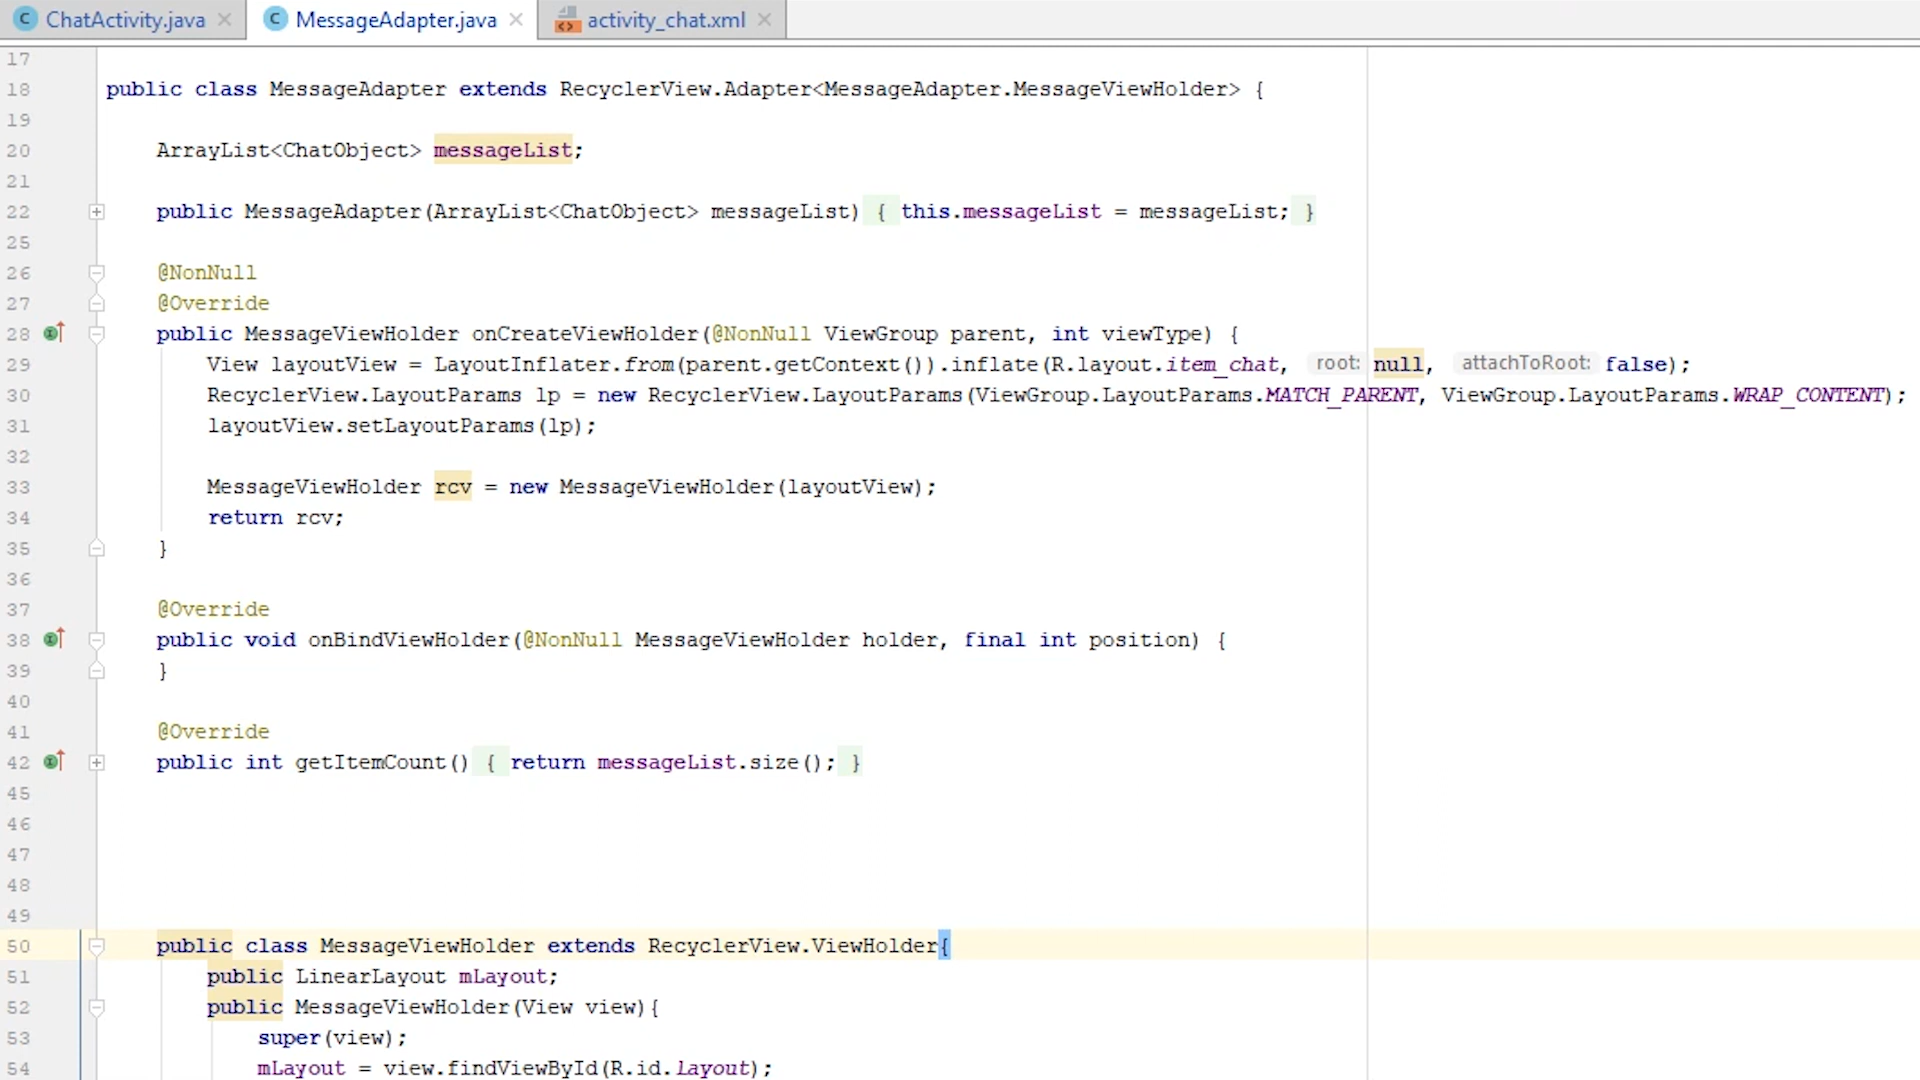 ChatActivity.java MessageAdapter.java activity_chat.xml
17
18 public class MessageAdapter extends RecyclerView.Adapter<MessageAdapter.MessageViewHolder> {
19
20 ArrayList<ChatObject> messageList;
21
22 public MessageAdapter(ArrayList<ChatObject> messageList) { this.messageList = messageList; }
25
26 @NonNull
27 @Override
28 public MessageViewHolder onCreateViewHolder(@NonNull ViewGroup parent, int viewType) {
29 View layoutView = LayoutInflater.from(parent.getContext()).inflate(R.layout.item_chat, root: null, attachToRoot: false);
30 RecyclerView.LayoutParams lp = new RecyclerView.LayoutParams(ViewGroup.LayoutParams.MATCH_PARENT, ViewGroup.LayoutParams.WRAP_CONTENT);
31 layoutView.setLayoutParams(lp);
32
33 MessageViewHolder rcv = new MessageViewHolder(layoutView);
34 return rcv;
35 }
36
37 @Override
38 public void onBindViewHolder(@NonNull MessageViewHolder holder, final int position) {
39 }
40
41 @Override
42 public int getItemCount() { return messageList.size(); }
45
46
47
48
49
50 public class MessageViewHolder extends RecyclerView.ViewHolder{
51 public LinearLayout mLayout;
52 public MessageViewHolder(View view){
53 super(view);
54 mLayout = view.findViewById(R.id.layout);